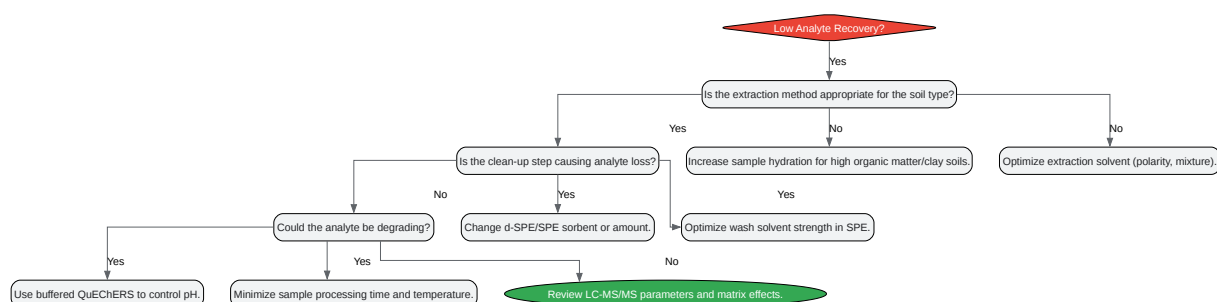 Low Analyte Recovery?
Yes
Is the extraction method appropriate for the soil type?
Yes
No
No
Is the clean-up step causing analyte loss?
Increase sample hydration for high organic matter/clay soils.
Optimize extraction solvent (polarity, mixture).
No
Yes
Yes
Could the analyte be degrading?
Change d-SPE/SPE sorbent or amount.
Optimize wash solvent strength in SPE.
Yes
Yes
No
Use buffered QuEChERS to control pH.
Minimize sample processing time and temperature.
Review LC-MS/MS parameters and matrix effects.